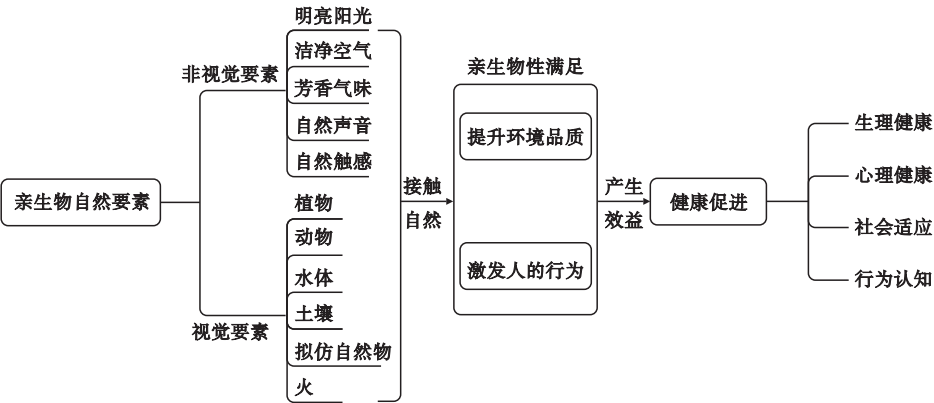 亲生物自然要素
非视觉要素
视觉要素
明亮阳光
洁净空气
芳香气味
自然声音
自然触感
植物
动物
水体
土壤
拟仿自然物
火
接触
自然
亲生物性满足
提升环境品质
激发人的行为
产生
效益
健康促进
生理健康
心理健康
社会适应
行为认知